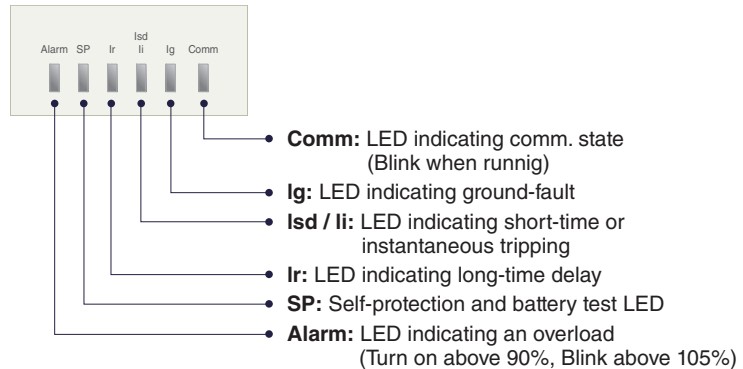 Isd
Alarm SP Ir Ii Ig Comm
Comm: LED indicating comm. state
(Blink when runnig)
Ig: LED indicating ground-fault
Isd / Ii: LED indicating short-time or
instantaneous tripping
Ir: LED indicating long-time delay
SP: Self-protection and battery test LED
Alarm: LED indicating an overload
(Turn on above 90%, Blink above 105%)